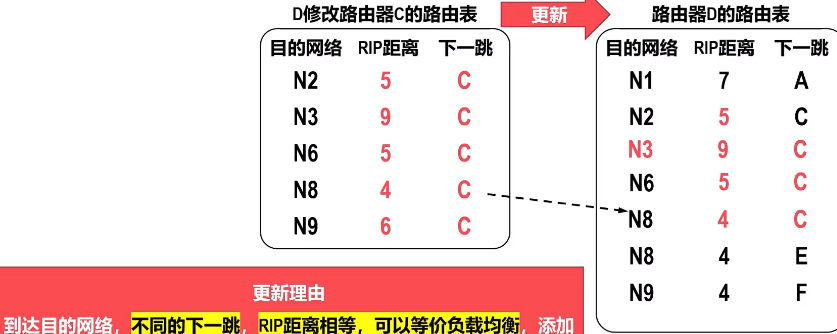 D修改路由器C的路由表
更新
路由器D的路由表
目的网络 RIP距离 下一跳
N2 5 C
N3 9 C
N6 5 C
N8 4 C
N9 6 C
目的网络 RIP距离 下一跳
N1 7 A
N2 5 C
N3 9 C
N6 5 C
N8 4 C
N8 4 E
N9 4 F
更新理由
到达目的网络，不同的下一跳，RIP距离相等，可以等价负载均衡，添加